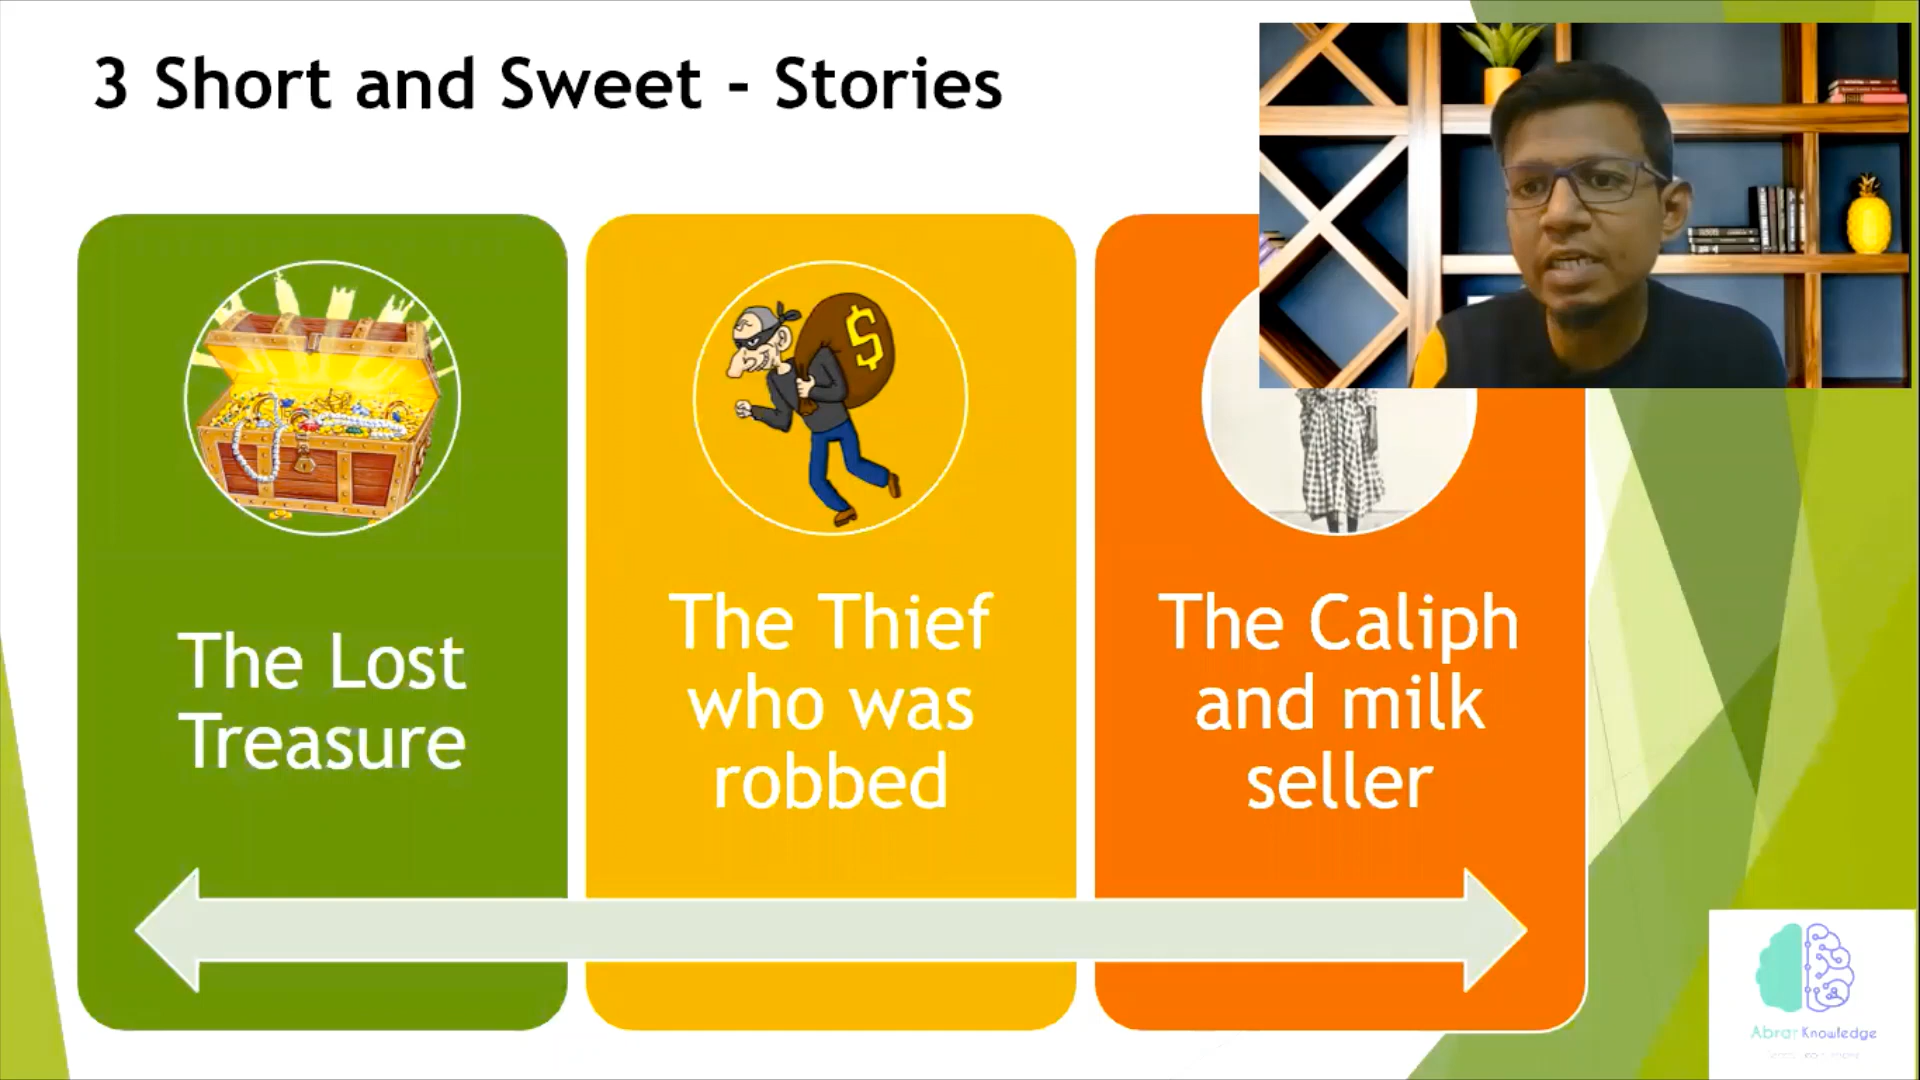 3 Short and Sweet - Stories
$
The Lost
Treasure
The Thief
who was
robbed
The Caliph
and milk
seller
Abrar Knowledge